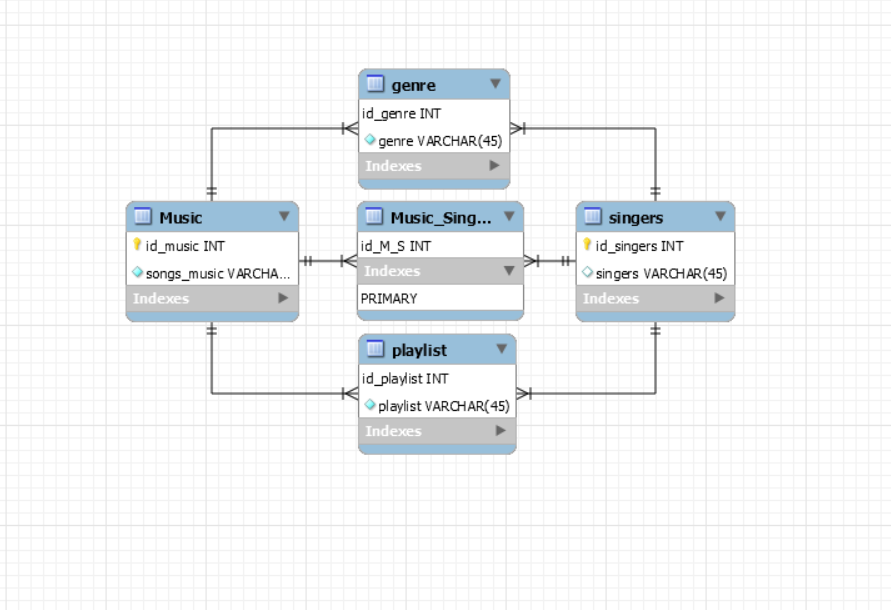 genre
id_genre INT
genre VARCHAR(45)
Indexes
Music
id_music INT
songs_music VARCHA...
Indexes
Music_Sing...
id_M_S INT
Indexes
PRIMARY
singers
id_singers INT
singers VARCHAR(45)
Indexes
playlist
id_playlist INT
playlist VARCHAR(45)
Indexes